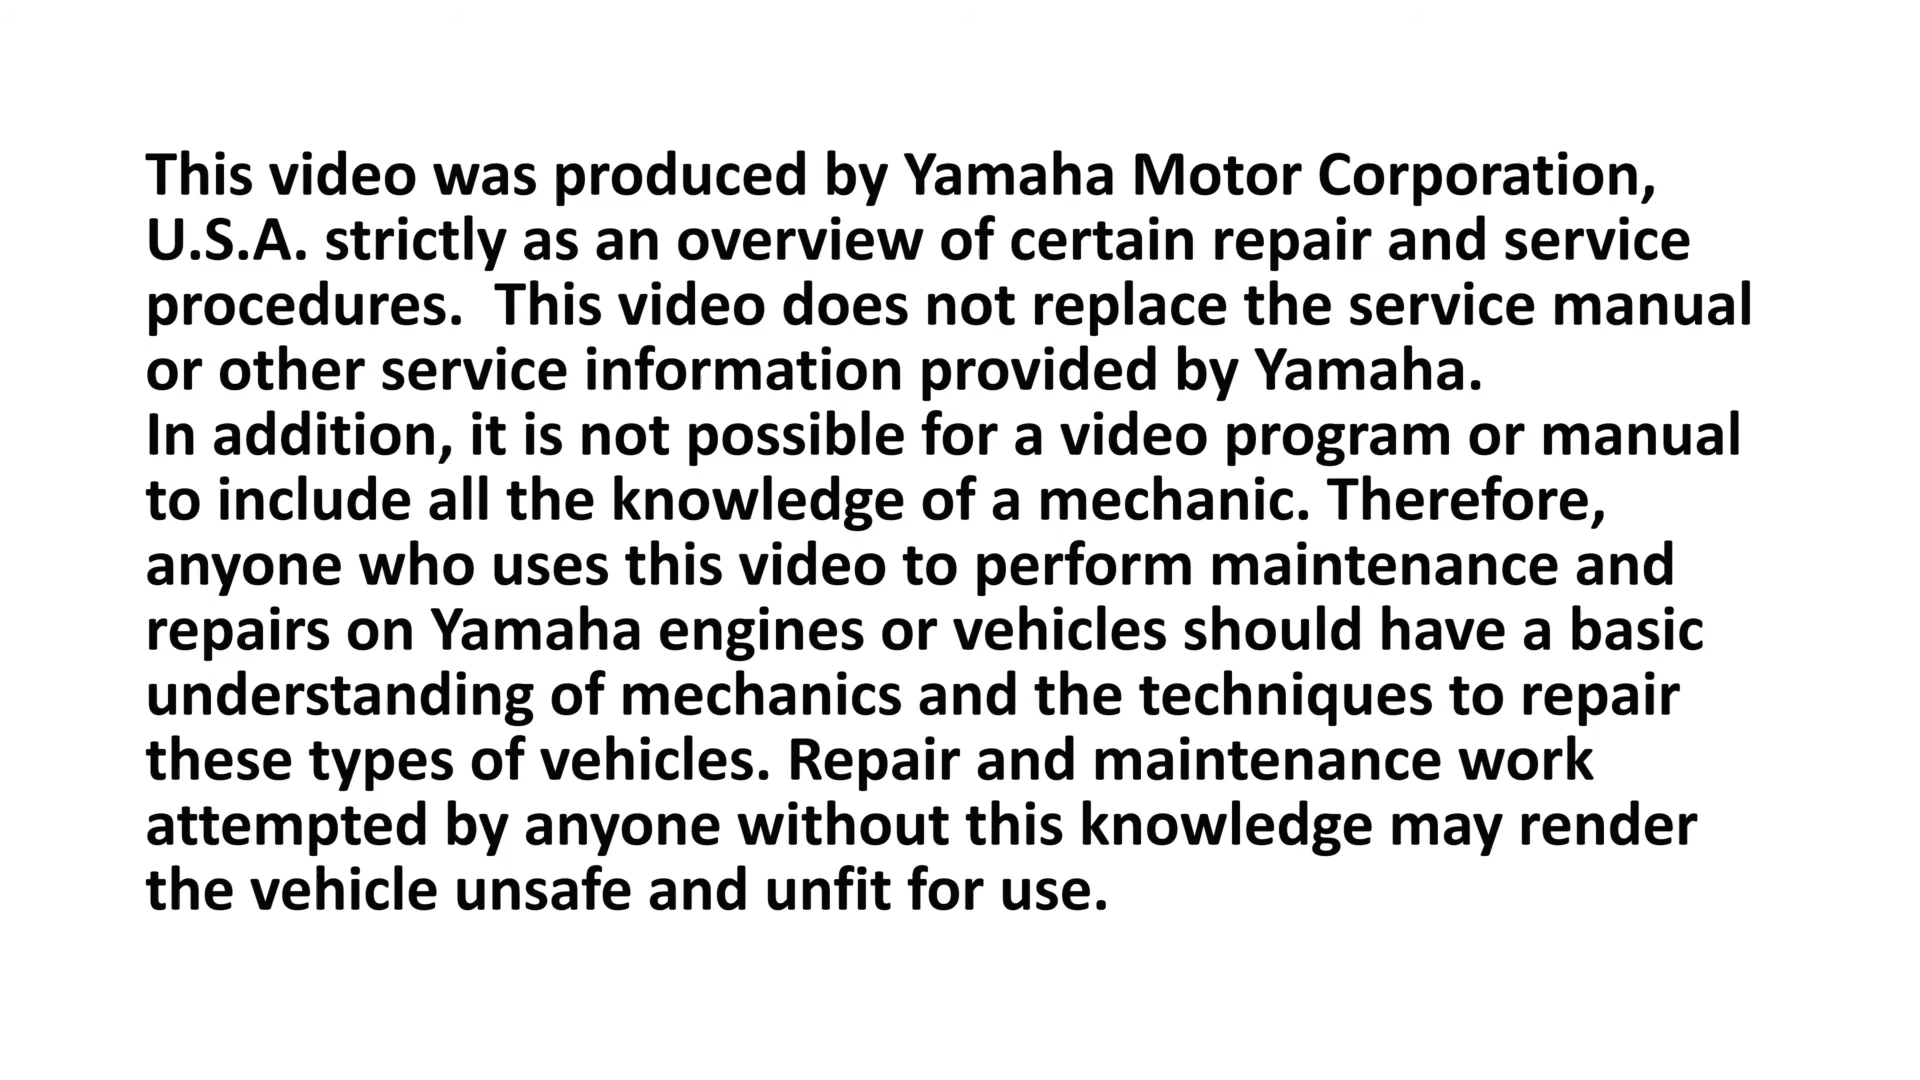 This video was produced by Yamaha Motor Corporation,
U.S.A. strictly as an overview of certain repair and service
procedures.  This video does not replace the service manual
or other service information provided by Yamaha.
In addition, it is not possible for a video program or manual
to include all the knowledge of a mechanic. Therefore,
anyone who uses this video to perform maintenance and
repairs on Yamaha engines or vehicles should have a basic
understanding of mechanics and the techniques to repair
these types of vehicles. Repair and maintenance work
attempted by anyone without this knowledge may render
the vehicle unsafe and unfit for use.